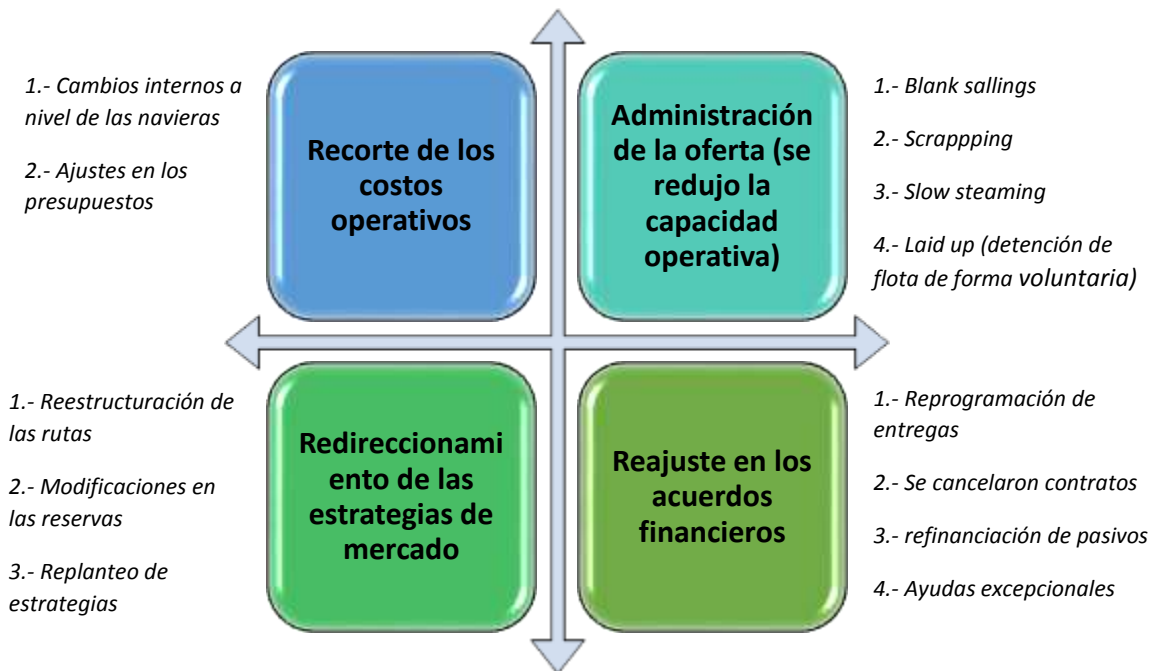 1.- Cambios internos a
nivel de las navieras
2.- Ajustes en los
presupuestos
Recorte de los
costos
operativos
Administración
de la oferta (se
redujo la
capacidad
operativa)
1.- Blank sallings
2.- Scrappping
3.- Slow steaming
4.- Laid up (detención de
flota de forma voluntaria)
1.- Reestructuración de
las rutas
2.- Modificaciones en
las reservas
3.- Replanteo de
estrategias
Redireccionami
ento de las
estrategias de
mercado
Reajuste en los
acuerdos
financieros
1.- Reprogramación de
entregas
2.- Se cancelaron contratos
3.- refinanciación de pasivos
4.- Ayudas excepcionales